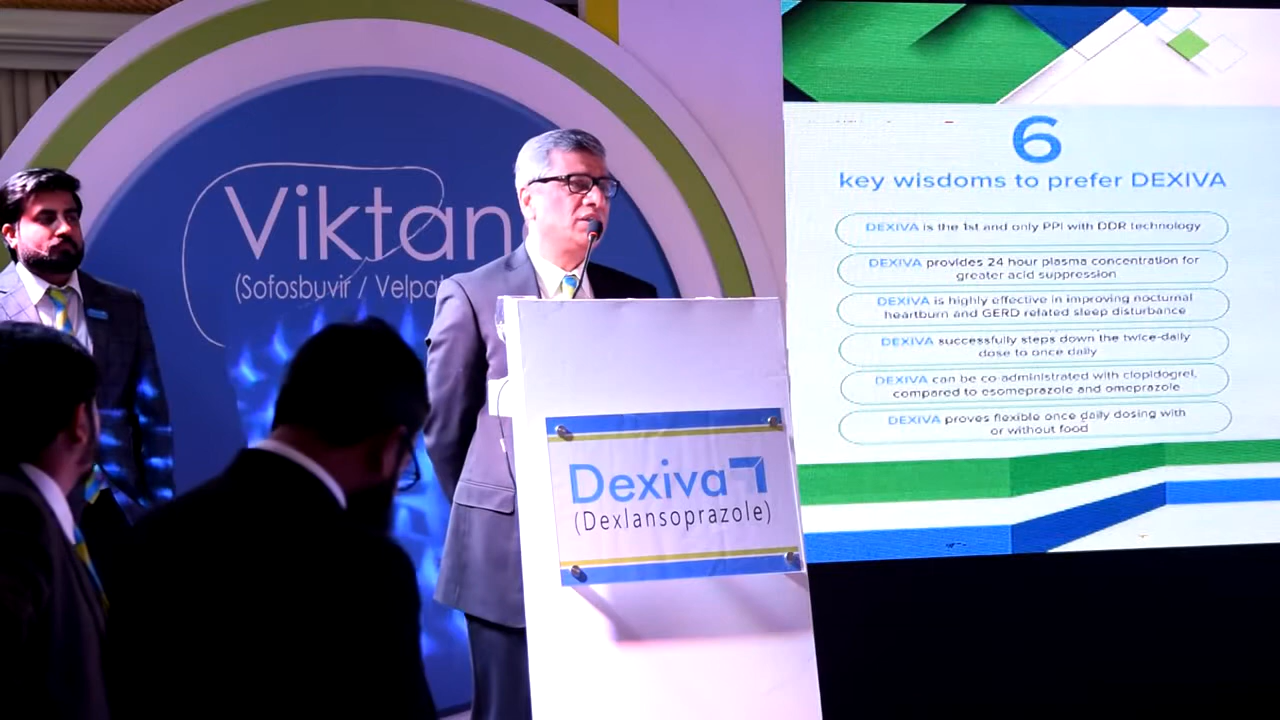 Viktan
(Sofosbuvir / Velpa
Dexiva
(Dexlansoprazole)
6
key wisdoms to prefer DEXIVA
DEXIVA is the 1st and only PPI with DDR technology
DEXIVA provides 24 hour plasma concentration for
greater acid suppression
DEXIVA is highly effective in improving nocturnal
heartburn and GERD related sleep disturbance
DEXIVA successfully steps down the twice-daily
dose to once daily
DEXIVA can be co-administrated with clopidogrel,
compared to esomeprazole and omeprazole
DEXIVA proves flexible once daily dosing with
or without food